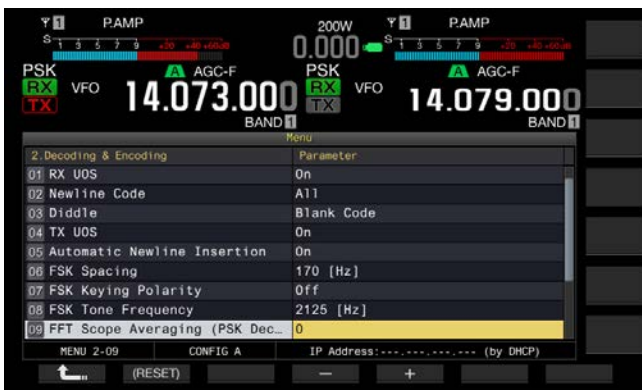 1 P.AMP 200W 1 P.AMP
S 1 3 5 7 9 +20 +40 +60dB 0.000 S 1 3 5 7 9 +20 +40 +60dB
PSK A AGC-F PSK A AGC-F
RX VFO 14.073.000 RX VFO 14.079.000
TX TX
BAND 1 BAND 1
Menu
2.Decoding & Encoding Parameter
01 RX UOS On
02 Newline Code All
03 Diddle Blank Code
04 TX UOS On
05 Automatic Newline Insertion On
06 FSK Spacing 170 [Hz]
07 FSK Keying Polarity Off
08 FSK Tone Frequency 2125 [Hz]
09 FFT Scope Averaging (PSK Dec... 0
MENU 2-09 CONFIG A IP Address:---.---.---.--- (by DHCP)
(RESET) − +